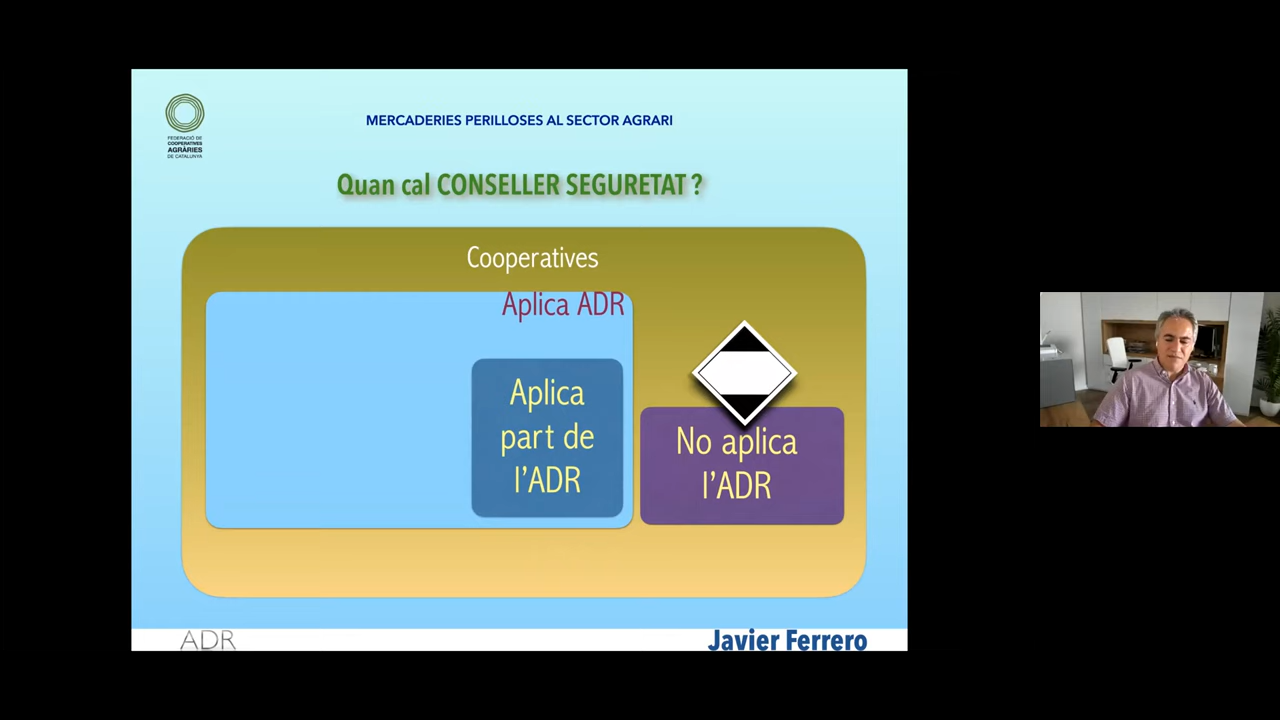 FEDERACIÓ DE
COOPERATIVES
AGRÀRIES
DE CATALUNYA
MERCADERIES PERILLOSES AL SECTOR AGRARI
Quan cal CONSELLER SEGURETAT ?
Cooperatives
Aplica ADR
Aplica
part de
l'ADR
No aplica
l'ADR
ADR
Javier Ferrero